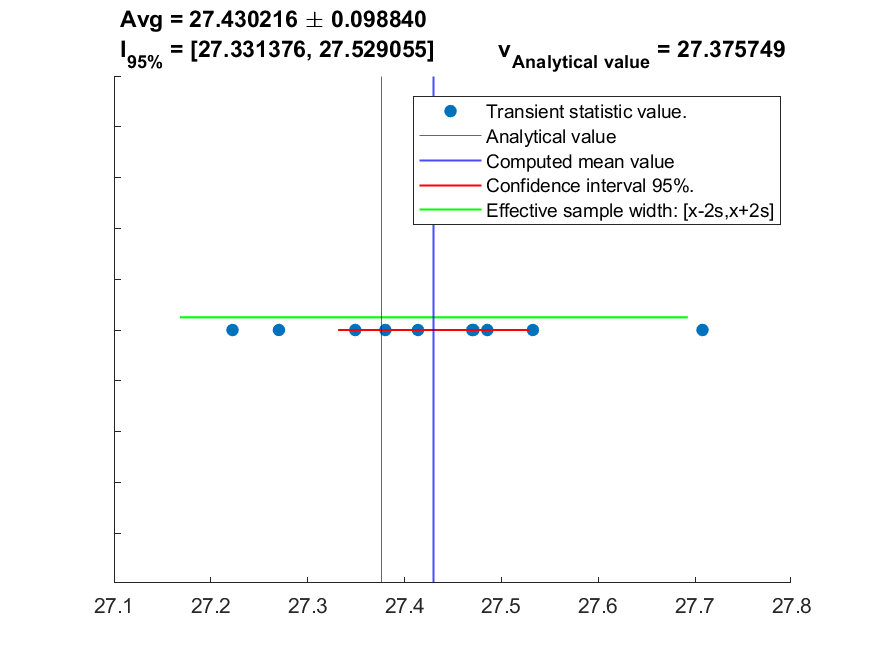 Avg = 27.430216 ± 0.098840
I95% = [27.331376, 27.529055] vAnalytical value = 27.375749
Transient statistic value.
Analytical value
Computed mean value
Confidence interval 95%.
Effective sample width: [x-2s,x+2s]
27.1 27.2 27.3 27.4 27.5 27.6 27.7 27.8